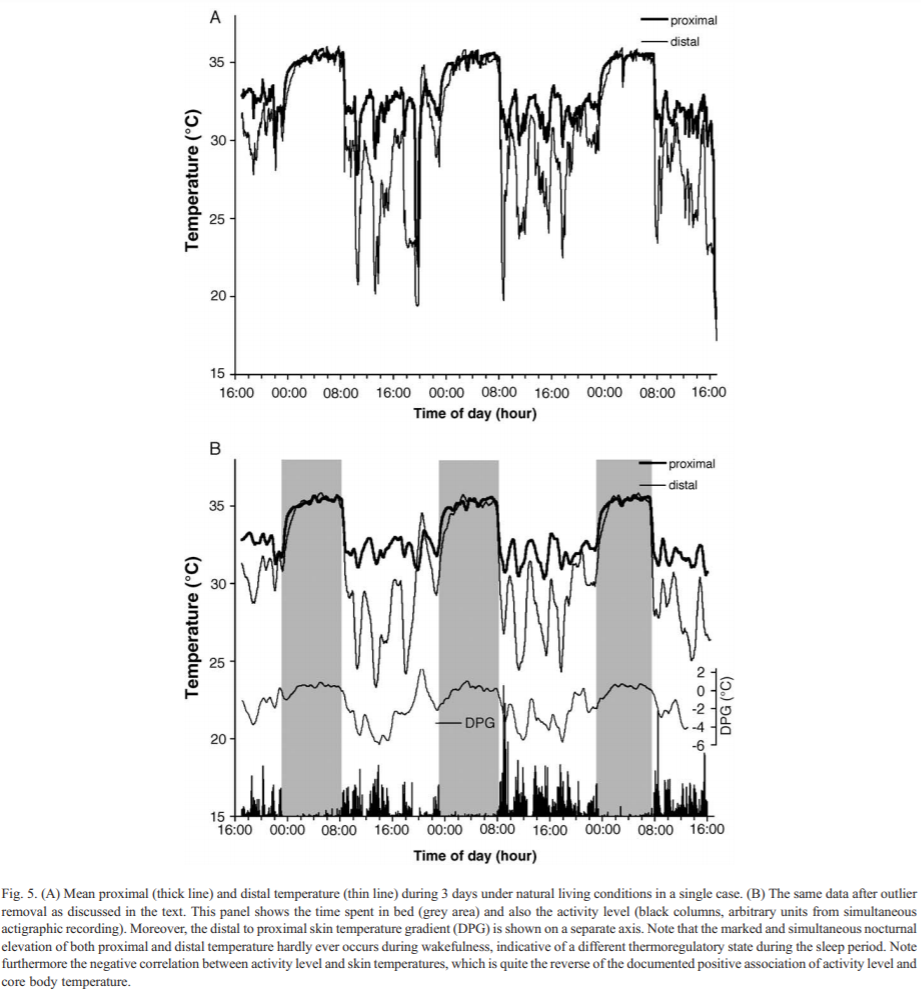 A
proximal
distal
35
30
25
20
15
Temperature (°C)
16:00 00:00 08:00 16:00 00:00 08:00 16:00 00:00 08:00 16:00
Time of day (hour)
B
proximal
distal
35
30
25
20
15
Temperature (°C)
2
0
-2
-4
-6
DPG (°C)
DPG
16:00 00:00 08:00 16:00 00:00 08:00 16:00 00:00 08:00 16:00
Time of day (hour)
Fig. 5. (A) Mean proximal (thick line) and distal temperature (thin line) during 3 days under natural living conditions in a single case. (B) The same data after outlier
removal as discussed in the text. This panel shows the time spent in bed (grey area) and also the activity level (black columns, arbitrary units from simultaneous
actigraphic recording). Moreover, the distal to proximal skin temperature gradient (DPG) is shown on a separate axis. Note that the marked and simultaneous nocturnal
elevation of both proximal and distal temperature hardly ever occurs during wakefulness, indicative of a different thermoregulatory state during the sleep period. Note
furthermore the negative correlation between activity level and skin temperatures, which is quite the reverse of the documented positive association of activity level and
core body temperature.